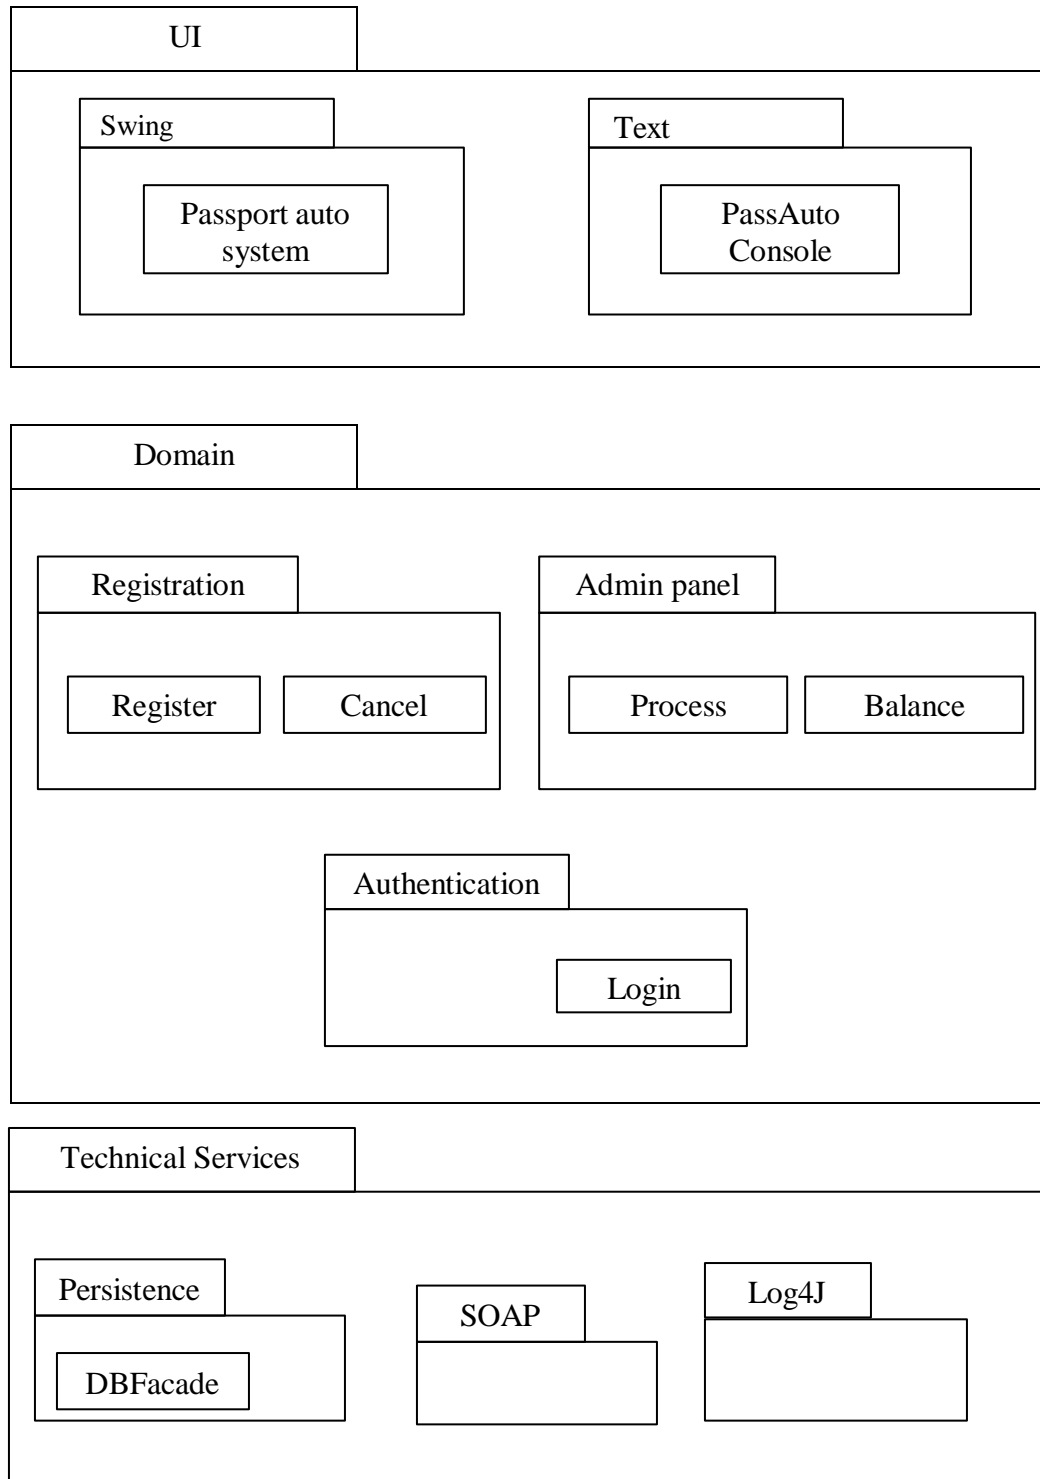 UI
Swing
Text
Passport auto
system
PassAuto
Console
Domain
Registration
Admin panel
Register
Cancel
Process
Balance
Authentication
Login
Technical Services
Persistence
SOAP
Log4J
DBFacade